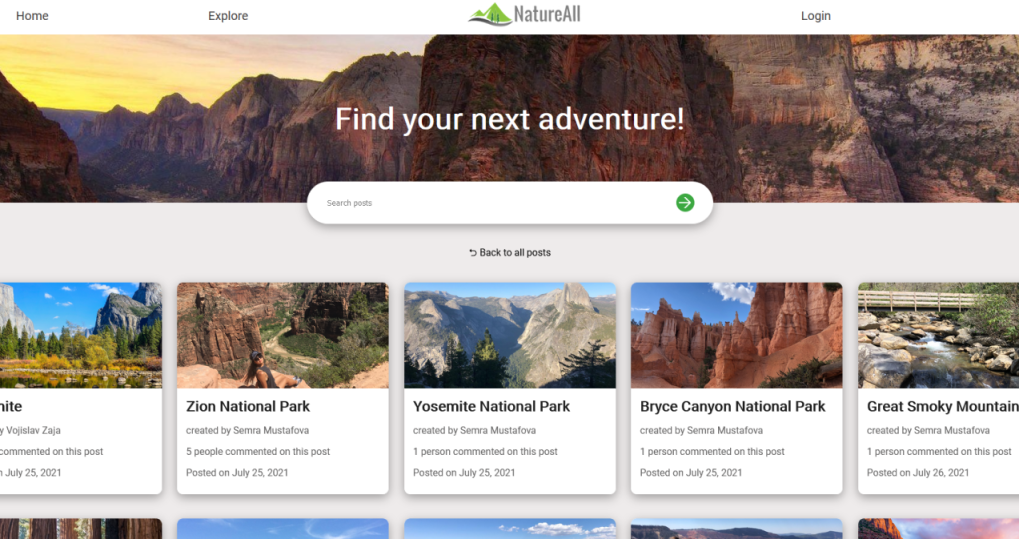 Home
Explore
NatureAll
Login
Find your next adventure!
Search posts
Back to all posts
nite
y Vojislav Zaja
commented on this post
n July 25, 2021
Zion National Park
created by Semra Mustafova
5 people commented on this post
Posted on July 25, 2021
Yosemite National Park
created by Semra Mustafova
1 person commented on this post
Posted on July 25, 2021
Bryce Canyon National Park
created by Semra Mustafova
1 person commented on this post
Posted on July 25, 2021
Great Smoky Mountain
created by Semra Mustafova
1 person commented on this post
Posted on July 26, 2021